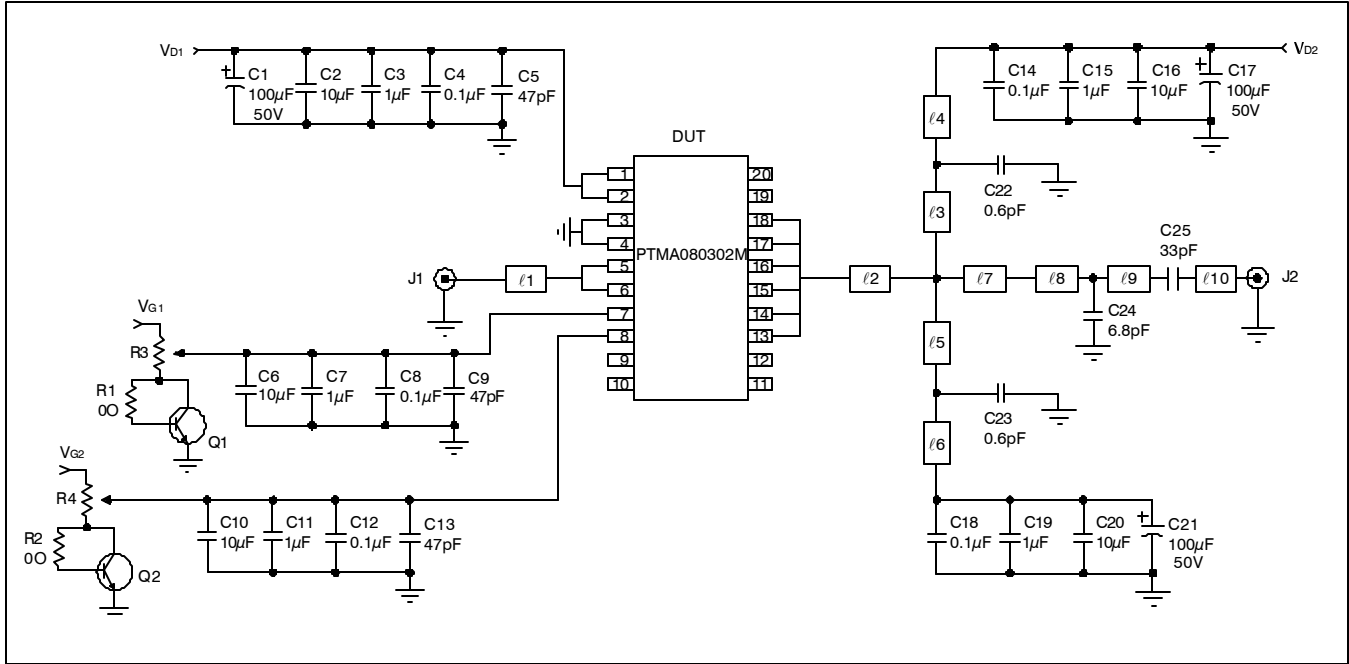 VD1
C1
100µF
50V
C2
10µF
C3
1µF
C4
0.1µF
C5
47pF
C14
0.1µF
C15
1µF
C16
10µF
C17
100µF
50V
VD2
DUT
PTMA080302M
1
2
3
4
5
6
7
8
9
10
20
19
18
17
16
15
14
13
12
11
J1
ℓ1
ℓ2
ℓ4
C22
0.6pF
ℓ3
ℓ7
ℓ8
ℓ9
C25
33pF
ℓ10
J2
C24
6.8pF
ℓ5
C23
0.6pF
ℓ6
VG1
R3
R1
0O
Q1
C6
10µF
C7
1µF
C8
0.1µF
C9
47pF
VG2
R4
R2
0O
Q2
C10
10µF
C11
1µF
C12
0.1µF
C13
47pF
C18
0.1µF
C19
1µF
C20
10µF
C21
100µF
50V